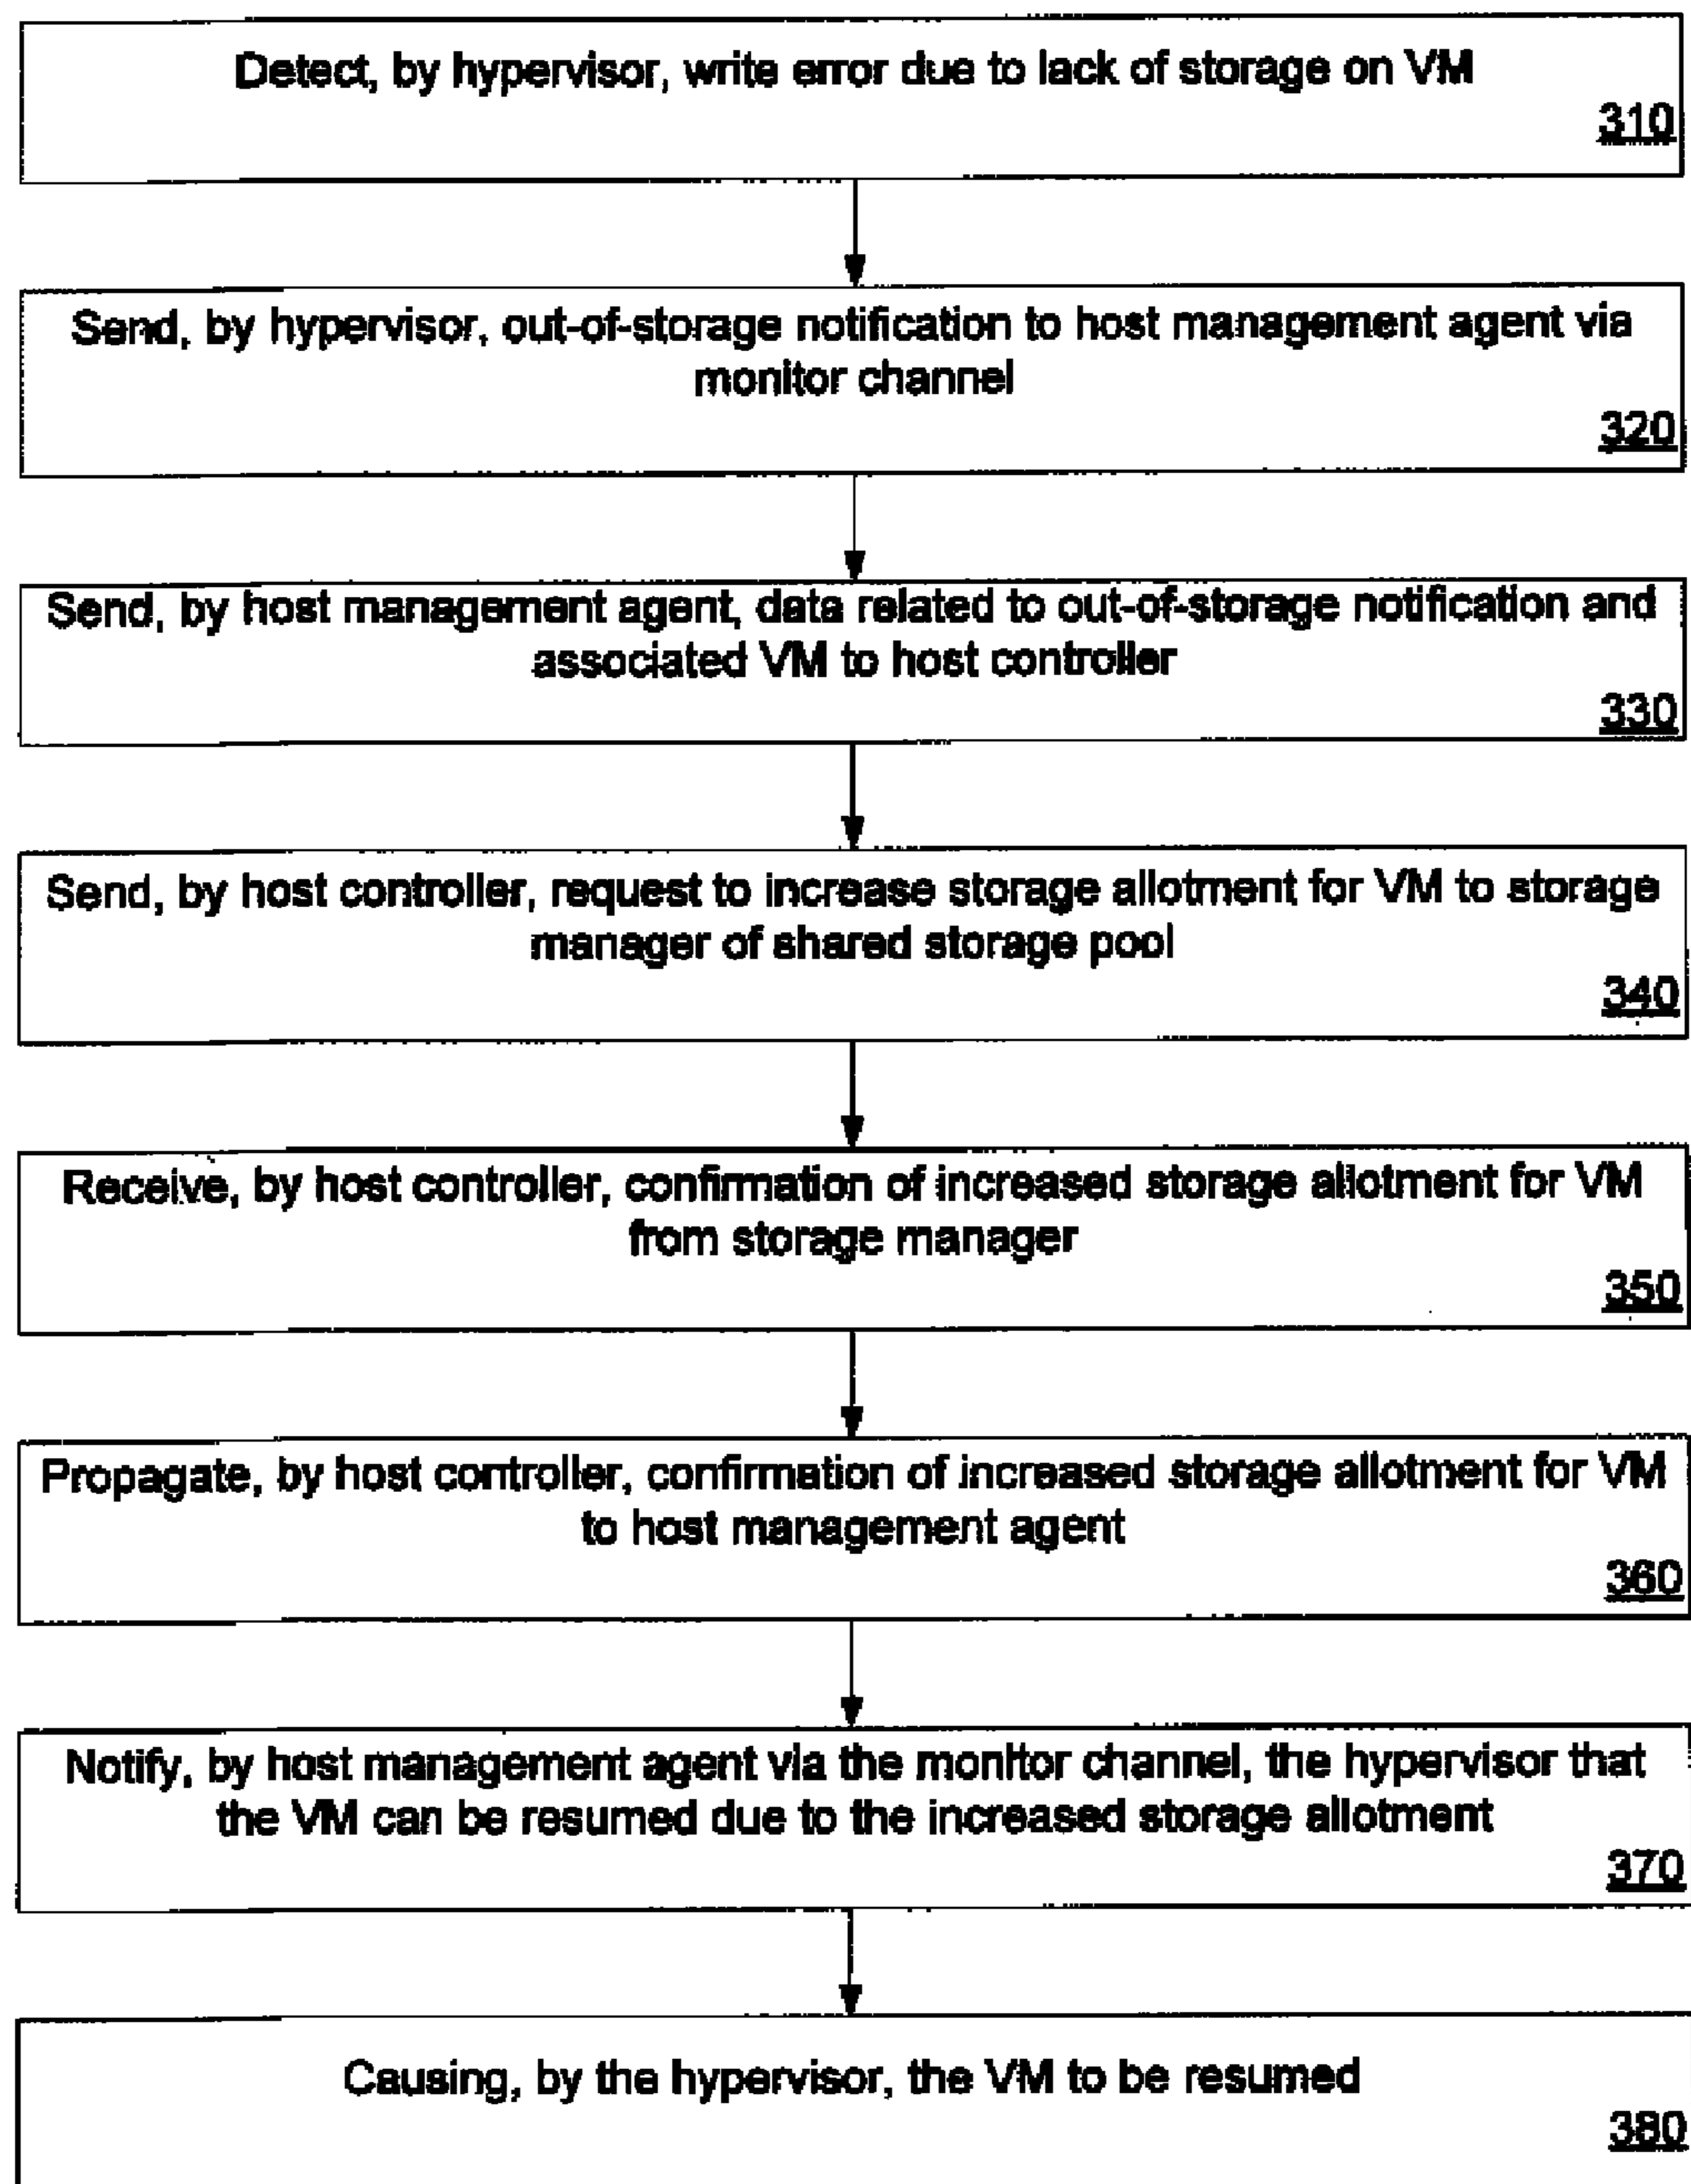 Detect, by hypervisor, write error due to lack of storage on VM
310
Send, by hypervisor, out-of-storage notification to host management agent via
monitor channel
320
Send, by host management agent, data related to out-of-storage notification and
associated VM to host controller
330
Send, by host controller, request to increase storage allotment for VM to storage
manager of shared storage pool
340
Receive, by host controller, confirmation of increased storage allotment for VM
from storage manager
350
Propagate, by host controller, confirmation of increased storage allotment for VM
to host management agent
360
Notify, by host management agent via the monitor channel, the hypervisor that
the VM can be resumed due to the increased storage allotment
370
Causing, by the hypervisor, the VM to be resumed
380